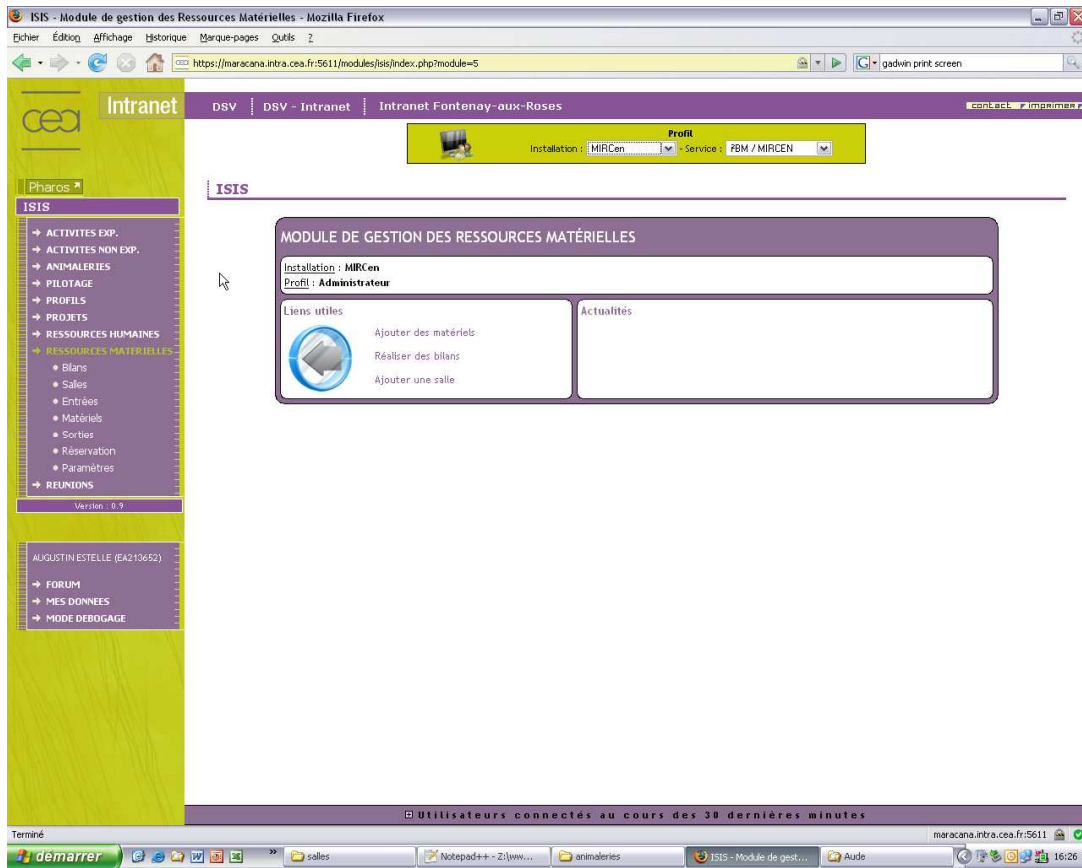 ISIS - Module de gestion des Ressources Matérielles - Mozilla Firefox
Fichier Édition Affichage Historique Marque-pages Outils ?
https://maracana.intra.cea.fr:5611/modules/isis/index.php?module=5
gadwin print screen
cea
Intranet
DSV DSV - Intranet Intranet Fontenay-aux-Roses
contact imprimer
Profil
Installation : MIRCen - Service : I²BM / MIRCEN
Pharos
ISIS
ISIS
ACTIVITES EXP.
ACTIVITES NON EXP.
ANIMALERIES
PILOTAGE
PROFILS
PROJETS
RESSOURCES HUMAINES
RESSOURCES MATERIELLES
Bilans
Salles
Entrées
Matériels
Sorties
Réservation
Paramètres
REUNIONS
Version : 0.9
MODULE DE GESTION DES RESSOURCES MATÉRIELLES
Installation : MIRCen
Profil : Administrateur
Liens utiles
Ajouter des matériels
Réaliser des bilans
Ajouter une salle
Actualités
AUGUSTIN ESTELLE (EA213652)
FORUM
MES DONNEES
MODE DEBOGAGE
Utilisateurs connectés au cours des 30 dernières minutes
Terminé
maracana.intra.cea.fr:5611
démarrer
salles
Notepad++ - Z:\www...
animaleries
ISIS - Module de gest...
Aude
16:26